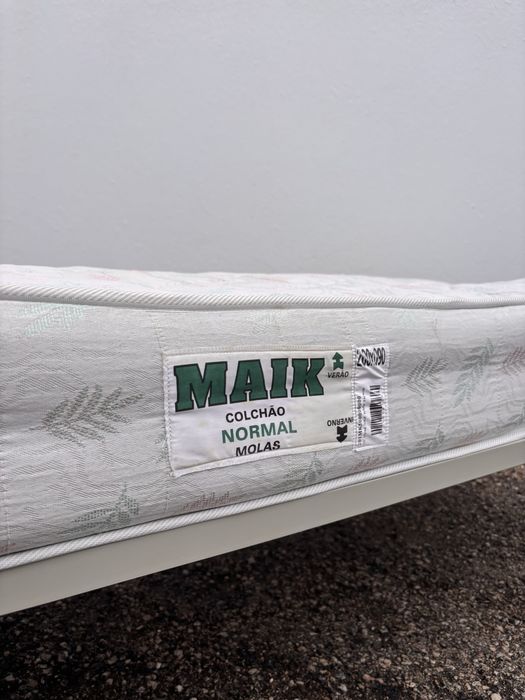 MAIK
VERÃO
COLCHÃO
NORMAL
MOLAS
INVERNO